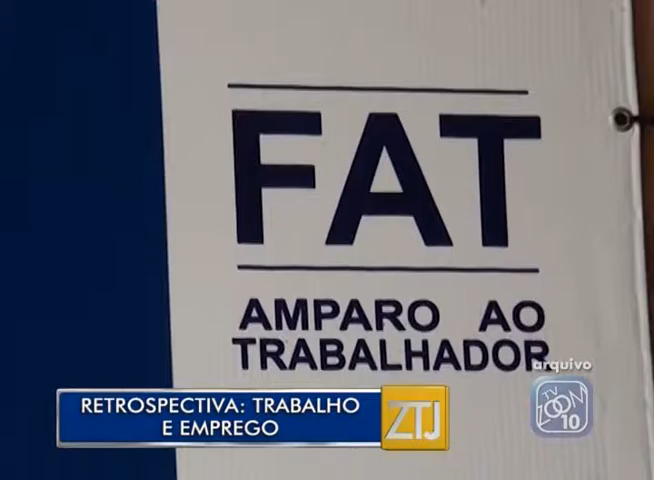 FAT
AMPARO AO
TRABALHADOR
arquivo
RETROSPECTIVA: TRABALHO
E EMPREGO
ZTJ
TV
ZOOM
10